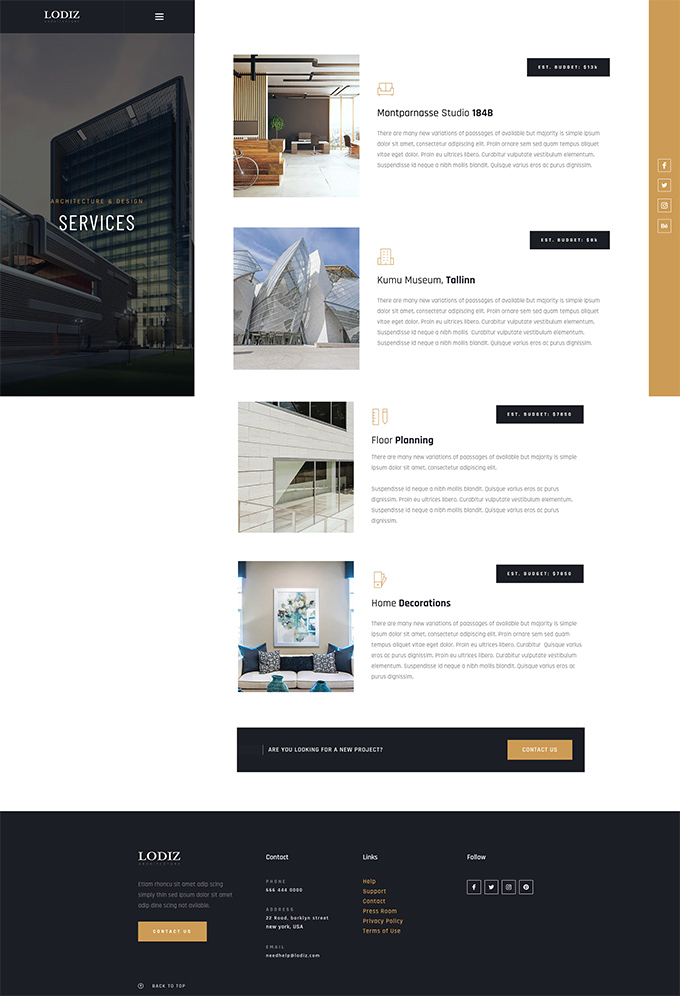 LODIZ
ARCHITECTURE
ARCHITECTURE & DESIGN
SERVICES
EST. BUDGET: $13k
Montparnasse Studio 184B
There are many new variations of paassages of available but majority is simple ipsum
dolor sit amet, consectetur adipiscing elit. Proin ornare sem sed quam tempus aliquet
vitae eget dolor. Proin eu ultrices libero. Curabitur vulputate vestibulum elementum.
Suspendisse id neque a nibh mollis blandit. Quisque varius eros ac purus dignissim.
EST. BUDGET: $8k
Kumu Museum, Tallinn
There are many new variations of paassages of available but majority is simple ipsum
dolor sit amet, consectetur adipiscing elit. Proin ornare sem sed quam tempus aliquet
vitae eget dolor. Proin eu ultrices libero. Curabitur vulputate vestibulum elementum.
Suspendisse id neque a nibh mollis  Curabitur vulputate vestibulum elementum.
Suspendisse id neque a nibh mollis blandit. Quisque varius eros ac purus dignissim.
EST. BUDGET: $7850
Floor Planning
There are many new variations of paassages of available but majority is simple
ipsum dolor sit amet, consectetur adipiscing elit.
Suspendisse id neque a nibh mollis blandit. Quisque varius eros ac purus
dignissim. Proin eu ultrices libero. Curabitur vulputate vestibulum elementum.
Suspendisse id neque a nibh mollis blandit. Quisque varius eros ac purus
dignissim.
EST. BUDGET: $7650
Home Decorations
There are many new variations of paassages of available but majority is simple ipsum
dolor sit amet, consectetur adipiscing elit. Proin ornare sem sed quam
tempus aliquet vitae eget dolor. Proin eu ultrices libero. Curabitur  Quisque varius
eros ac purus dignissim. Proin eu ultrices libero. Curabitur vulputate vestibulum
elementum. Suspendisse id neque a nibh mollis blandit. Quisque varius eros ac
purus dignissim.
ARE YOU LOOKING FOR A NEW PROJECT?
CONTACT US
LODIZ
ARCHITECTURE
Etiam rhoncu sit amet adip scing
simply thin sed ipsum dolor sit amet
adip dine scing not avilable.
CONTACT US
BACK TO TOP
Contact
PHONE
666 444 0000
ADDRESS
22 Road, borklyn street
new york, USA
EMAIL
needhelp@lodiz.com
Links
Help
Support
Contact
Press Room
Privacy Policy
Terms of Use
Follow